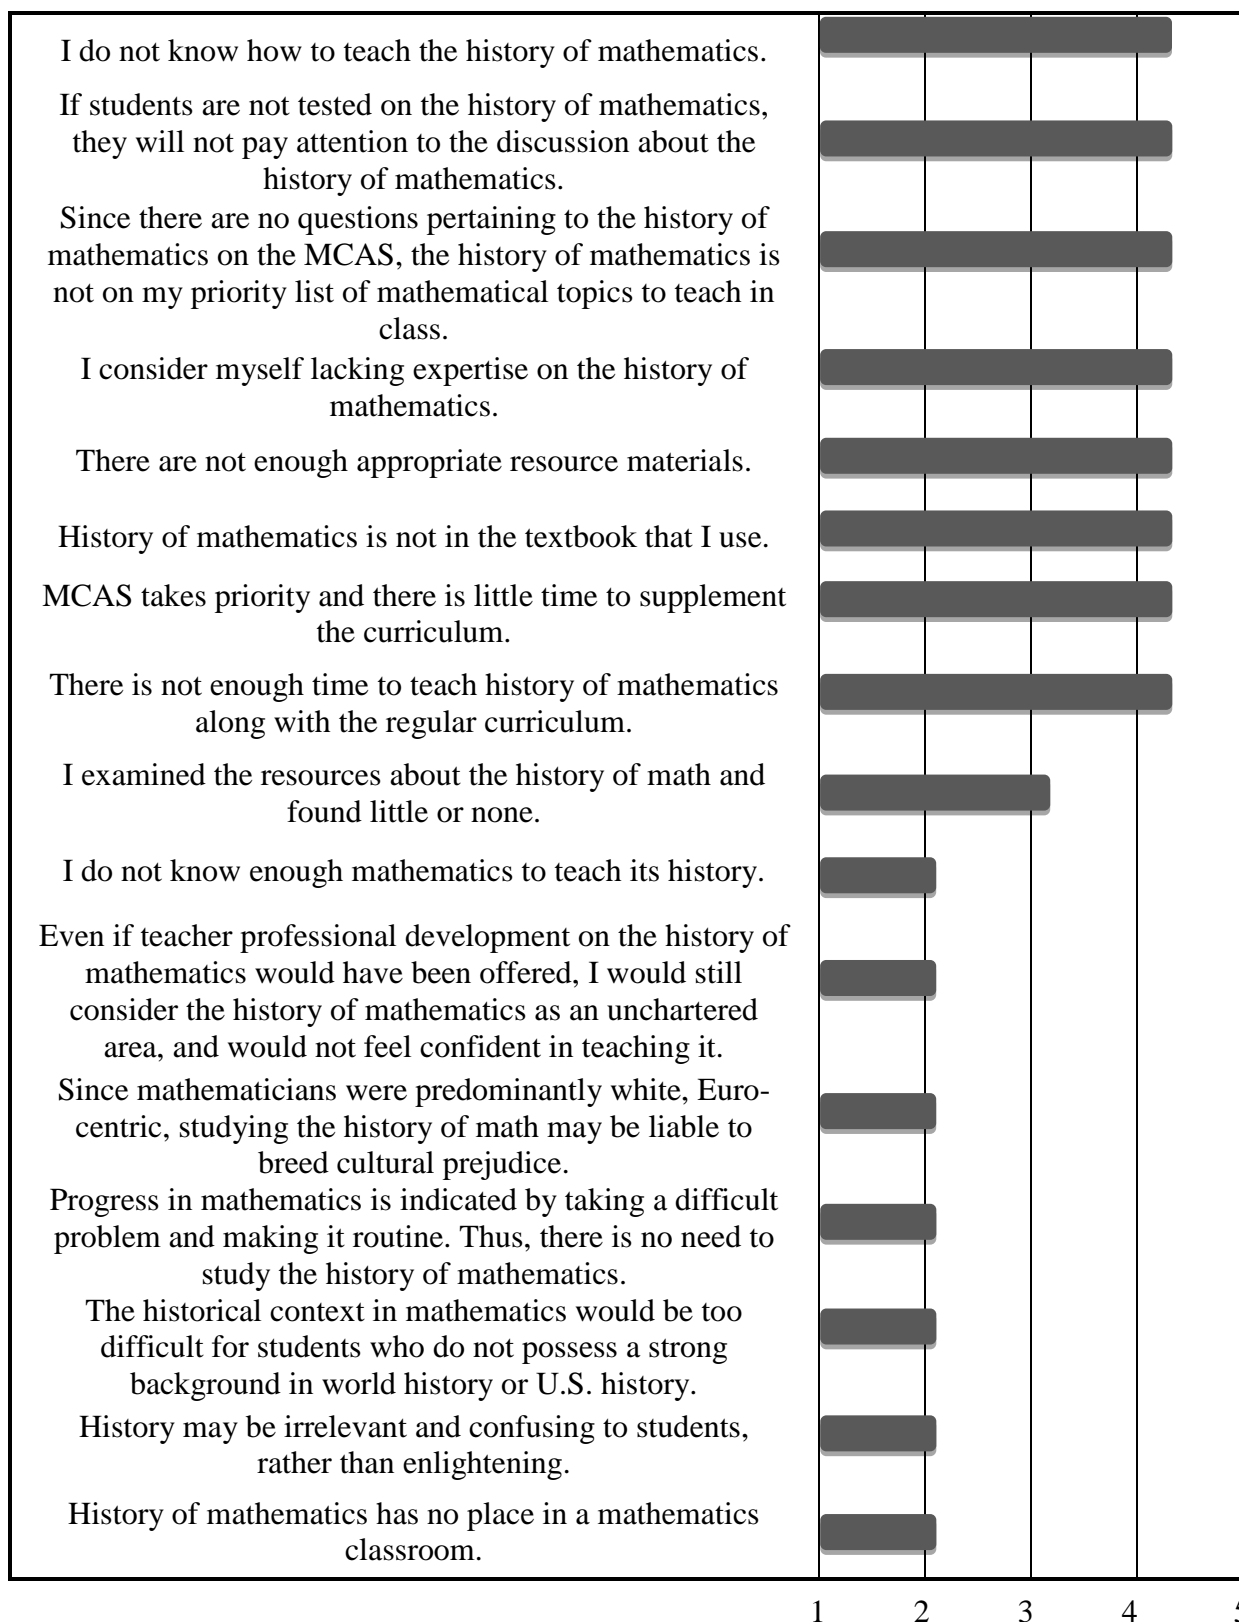 I do not know how to teach the history of mathematics.
If students are not tested on the history of mathematics,
they will not pay attention to the discussion about the
history of mathematics.
Since there are no questions pertaining to the history of
mathematics on the MCAS, the history of mathematics is
not on my priority list of mathematical topics to teach in
class.
I consider myself lacking expertise on the history of
mathematics.
There are not enough appropriate resource materials.
History of mathematics is not in the textbook that I use.
MCAS takes priority and there is little time to supplement
the curriculum.
There is not enough time to teach history of mathematics
along with the regular curriculum.
I examined the resources about the history of math and
found little or none.
I do not know enough mathematics to teach its history.
Even if teacher professional development on the history of
mathematics would have been offered, I would still
consider the history of mathematics as an unchartered
area, and would not feel confident in teaching it.
Since mathematicians were predominantly white, Euro-
centric, studying the history of math may be liable to
breed cultural prejudice.
Progress in mathematics is indicated by taking a difficult
problem and making it routine. Thus, there is no need to
study the history of mathematics.
The historical context in mathematics would be too
difficult for students who do not possess a strong
background in world history or U.S. history.
History may be irrelevant and confusing to students,
rather than enlightening.
History of mathematics has no place in a mathematics
classroom.
1 2 3 4 5